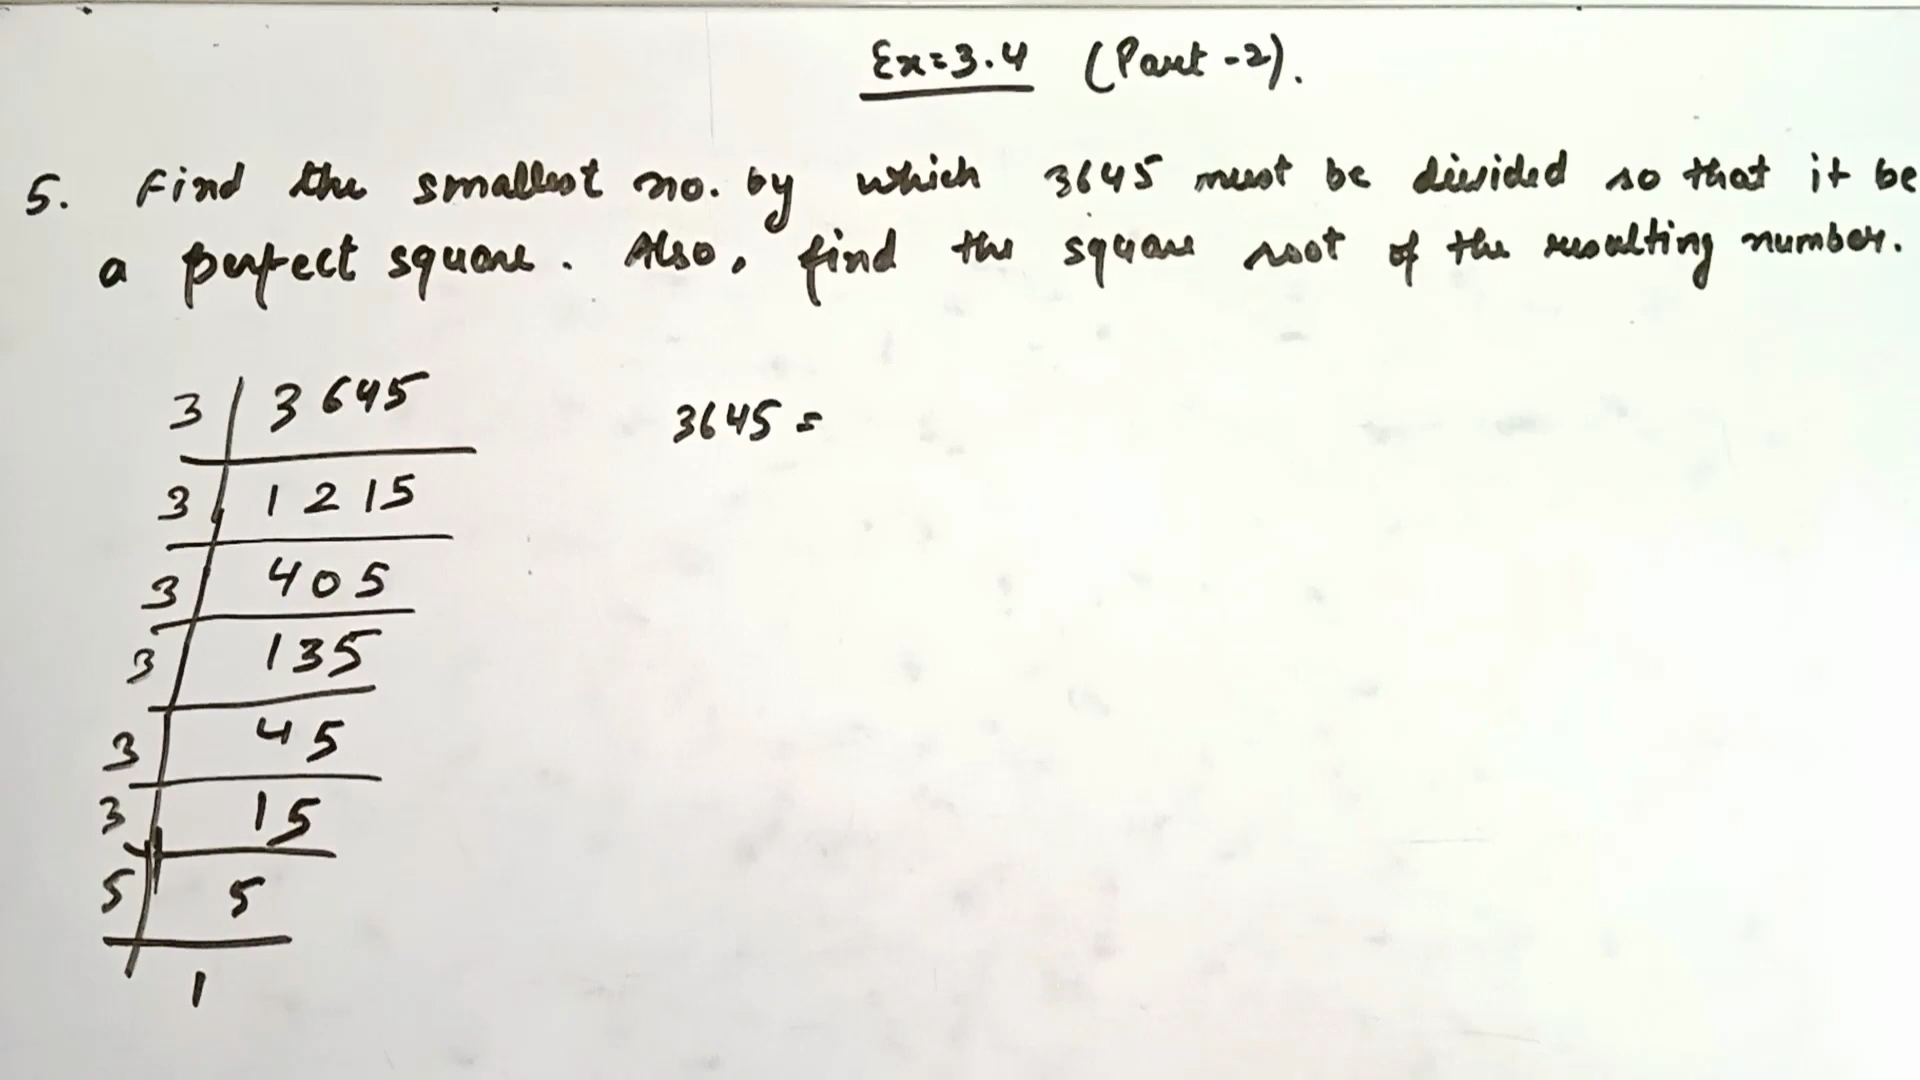 Ex=3.4 (Part-2).
5. Find the smallest no. by which 3645 must be divided so that it be
a perfect square. Also, find the square root of the resulting number.
3 | 3645
3645 =
3 | 1215
3 | 405
3 | 135
3 | 45
3 | 15
5 | 5
1